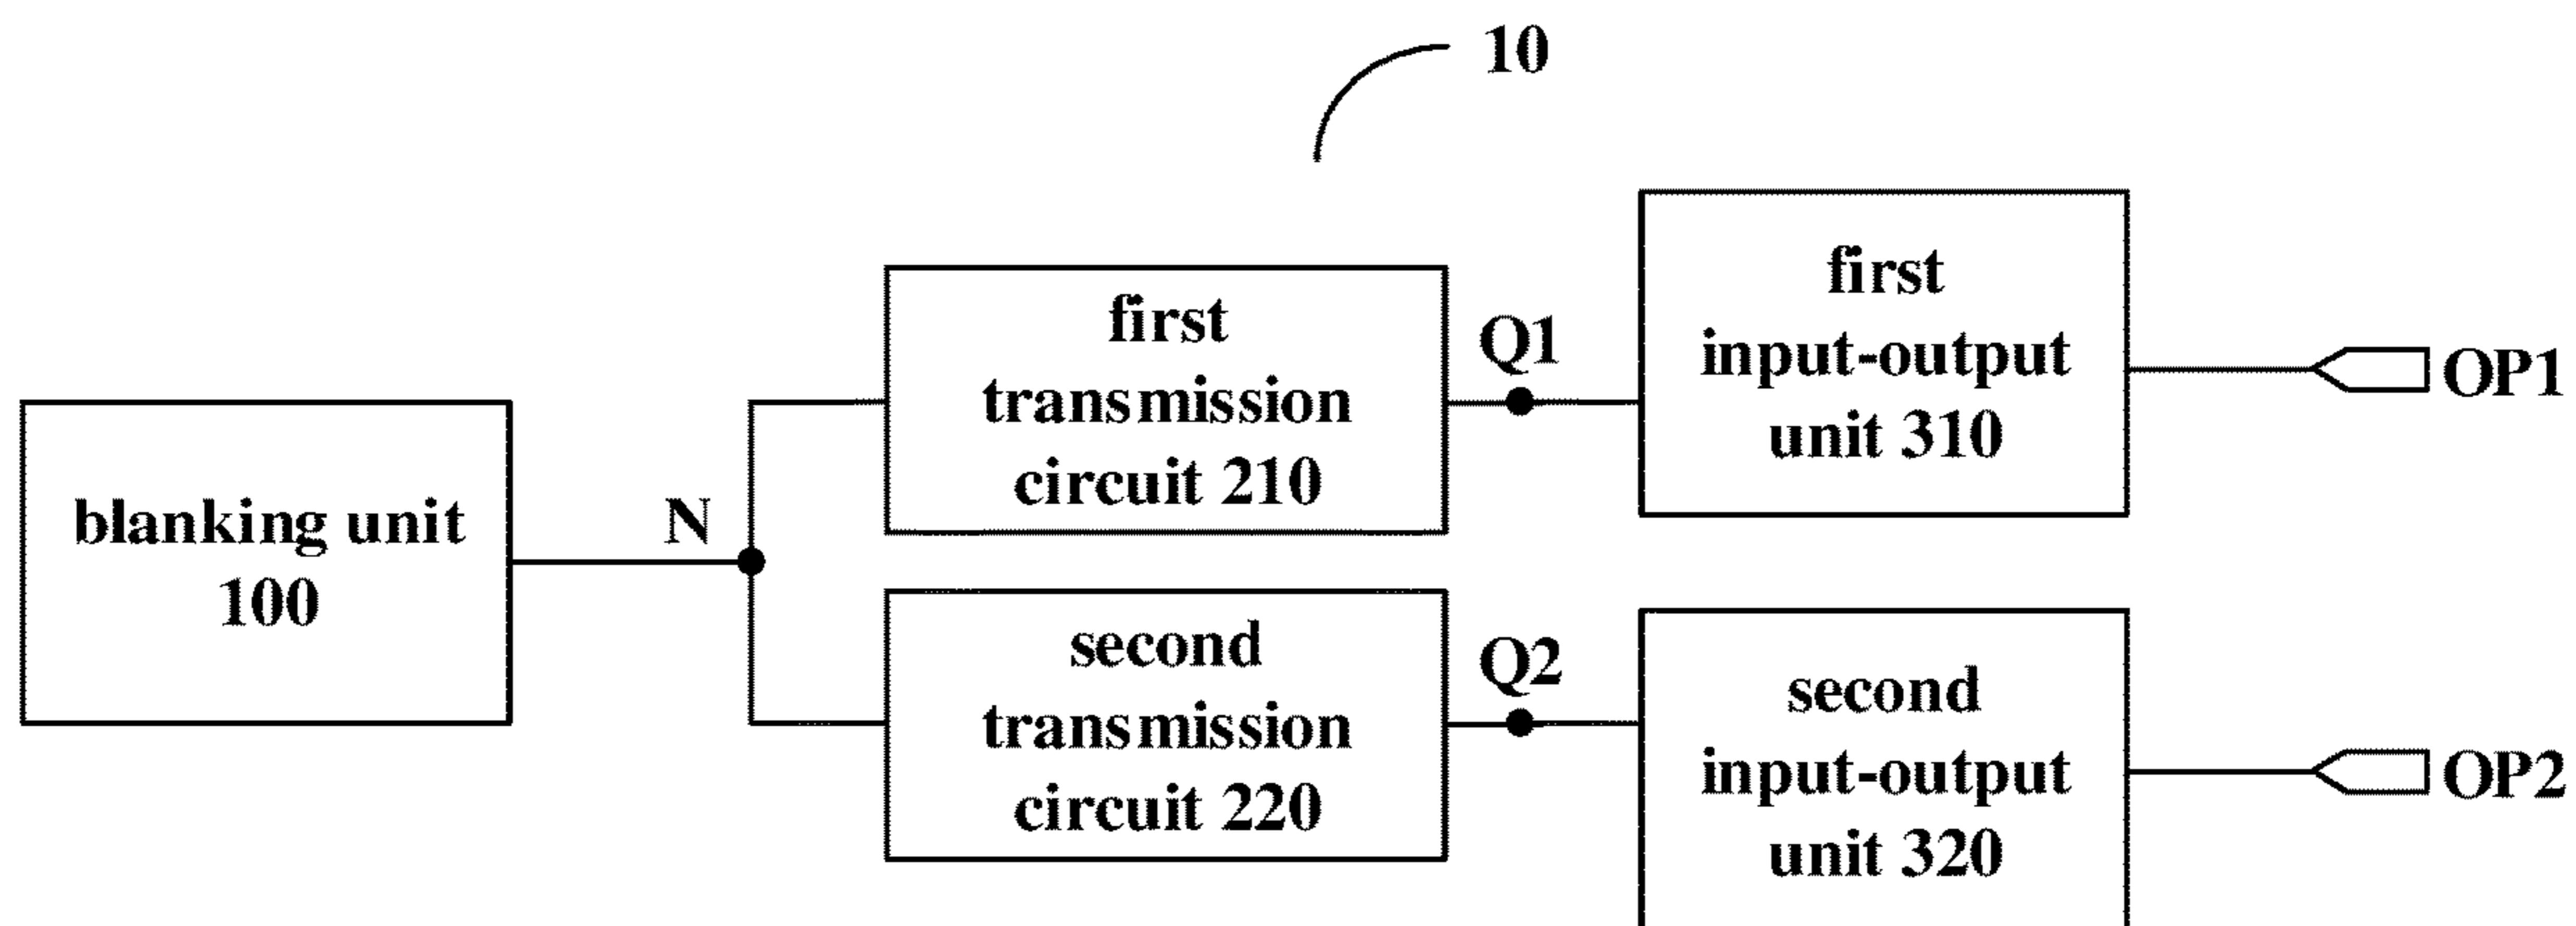 10
blanking unit
100
N
first
transmission
circuit 210
Q1
first
input-output
unit 310
OP1
second
transmission
circuit 220
Q2
second
input-output
unit 320
OP2